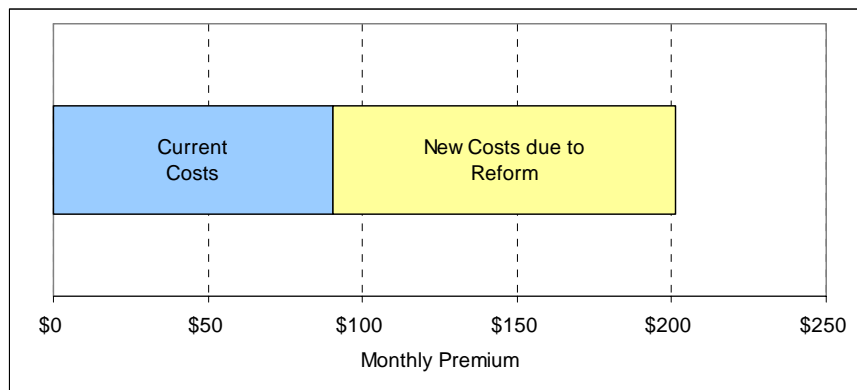 Current
Costs
New Costs due to
Reform
$0
$50
$100
$150
$200
$250
Monthly Premium